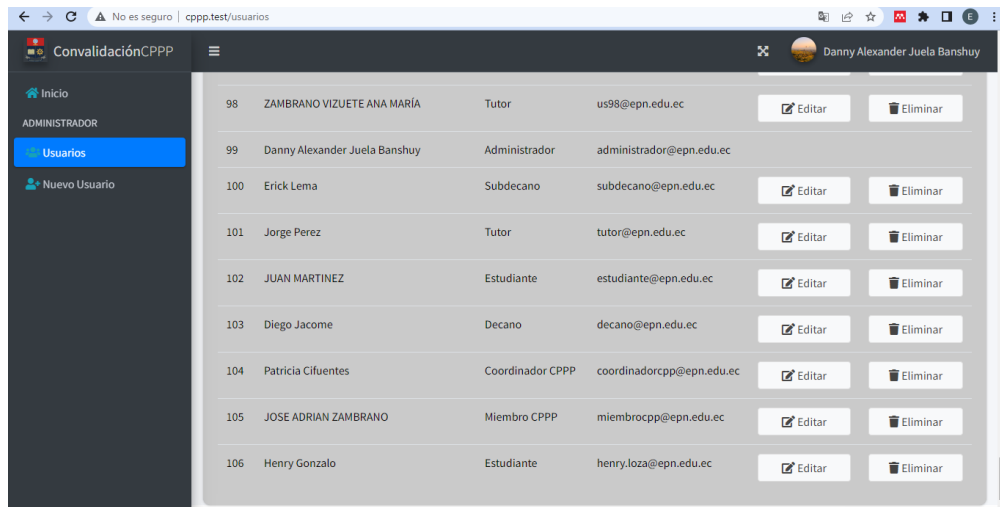 No es seguro | cppp.test/usuarios
E
ConvalidaciónCPPP
Danny Alexander Juela Banshuy
Inicio
ADMINISTRADOR
Usuarios
Nuevo Usuario
98 ZAMBRANO VIZUETE ANA MARÍA Tutor us98@epn.edu.ec Editar Eliminar
99 Danny Alexander Juela Banshuy Administrador administrador@epn.edu.ec
100 Erick Lema Subdecano subdecano@epn.edu.ec Editar Eliminar
101 Jorge Perez Tutor tutor@epn.edu.ec Editar Eliminar
102 JUAN MARTINEZ Estudiante estudiante@epn.edu.ec Editar Eliminar
103 Diego Jacome Decano decano@epn.edu.ec Editar Eliminar
104 Patricia Cifuentes Coordinador CPPP coordinadorcpp@epn.edu.ec Editar Eliminar
105 JOSE ADRIAN ZAMBRANO Miembro CPPP miembrocpp@epn.edu.ec Editar Eliminar
106 Henry Gonzalo Estudiante henry.loza@epn.edu.ec Editar Eliminar